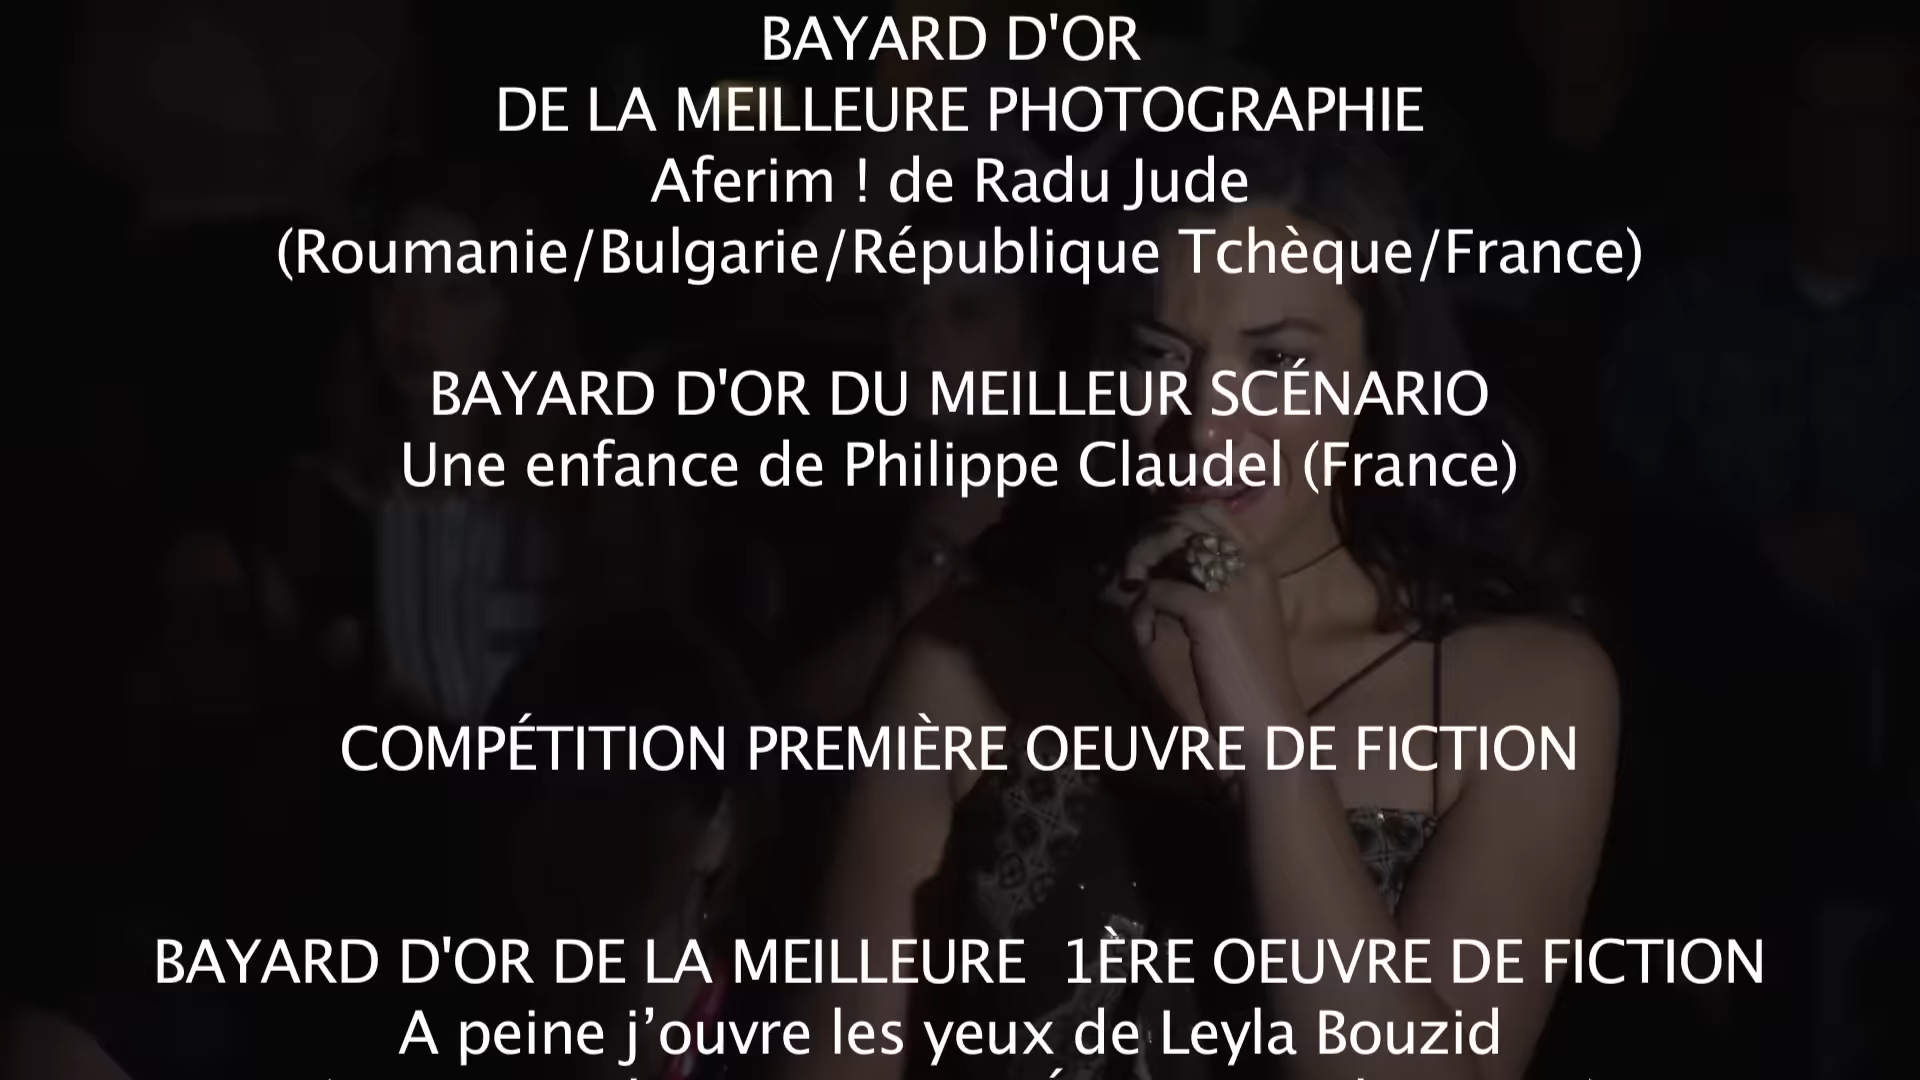 BAYARD D'OR
DE LA MEILLEURE PHOTOGRAPHIE
Aferim ! de Radu Jude
(Roumanie/Bulgarie/République Tchèque/France)
BAYARD D'OR DU MEILLEUR SCÉNARIO
Une enfance de Philippe Claudel (France)
COMPÉTITION PREMIÈRE OEUVRE DE FICTION
BAYARD D'OR DE LA MEILLEURE  1ÈRE OEUVRE DE FICTION
A peine j’ouvre les yeux de Leyla Bouzid